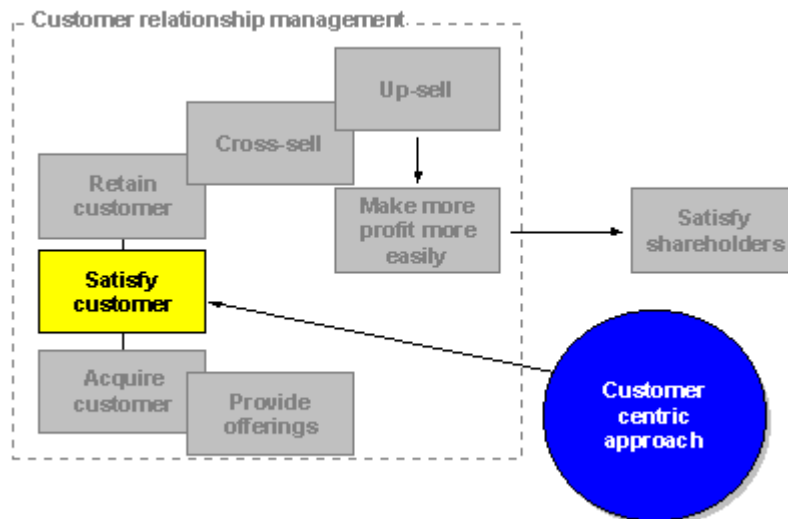 Customer relationship management
Up-sell
Cross-sell
Retain
customer
Make more
profit more
easily
Satisfy
shareholders
Satisfy
customer
Acquire
customer
Provide
offerings
Customer
centric
approach